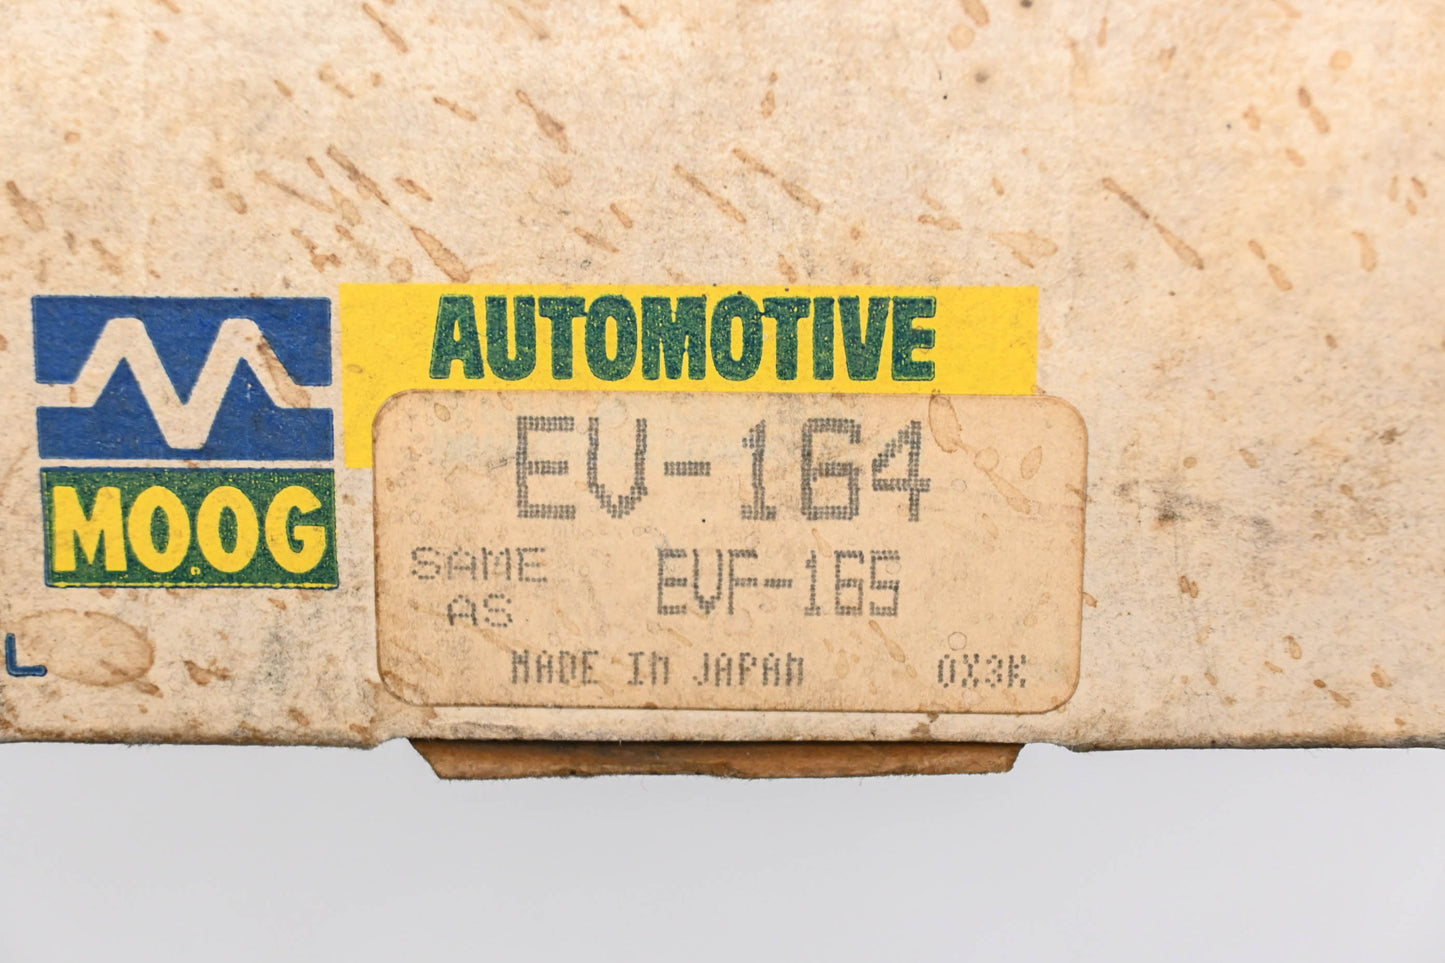 AUTOMOTIVE
MOOG
EV-164
SAME AS EVF-165
MADE IN JAPAN 0X3K
L